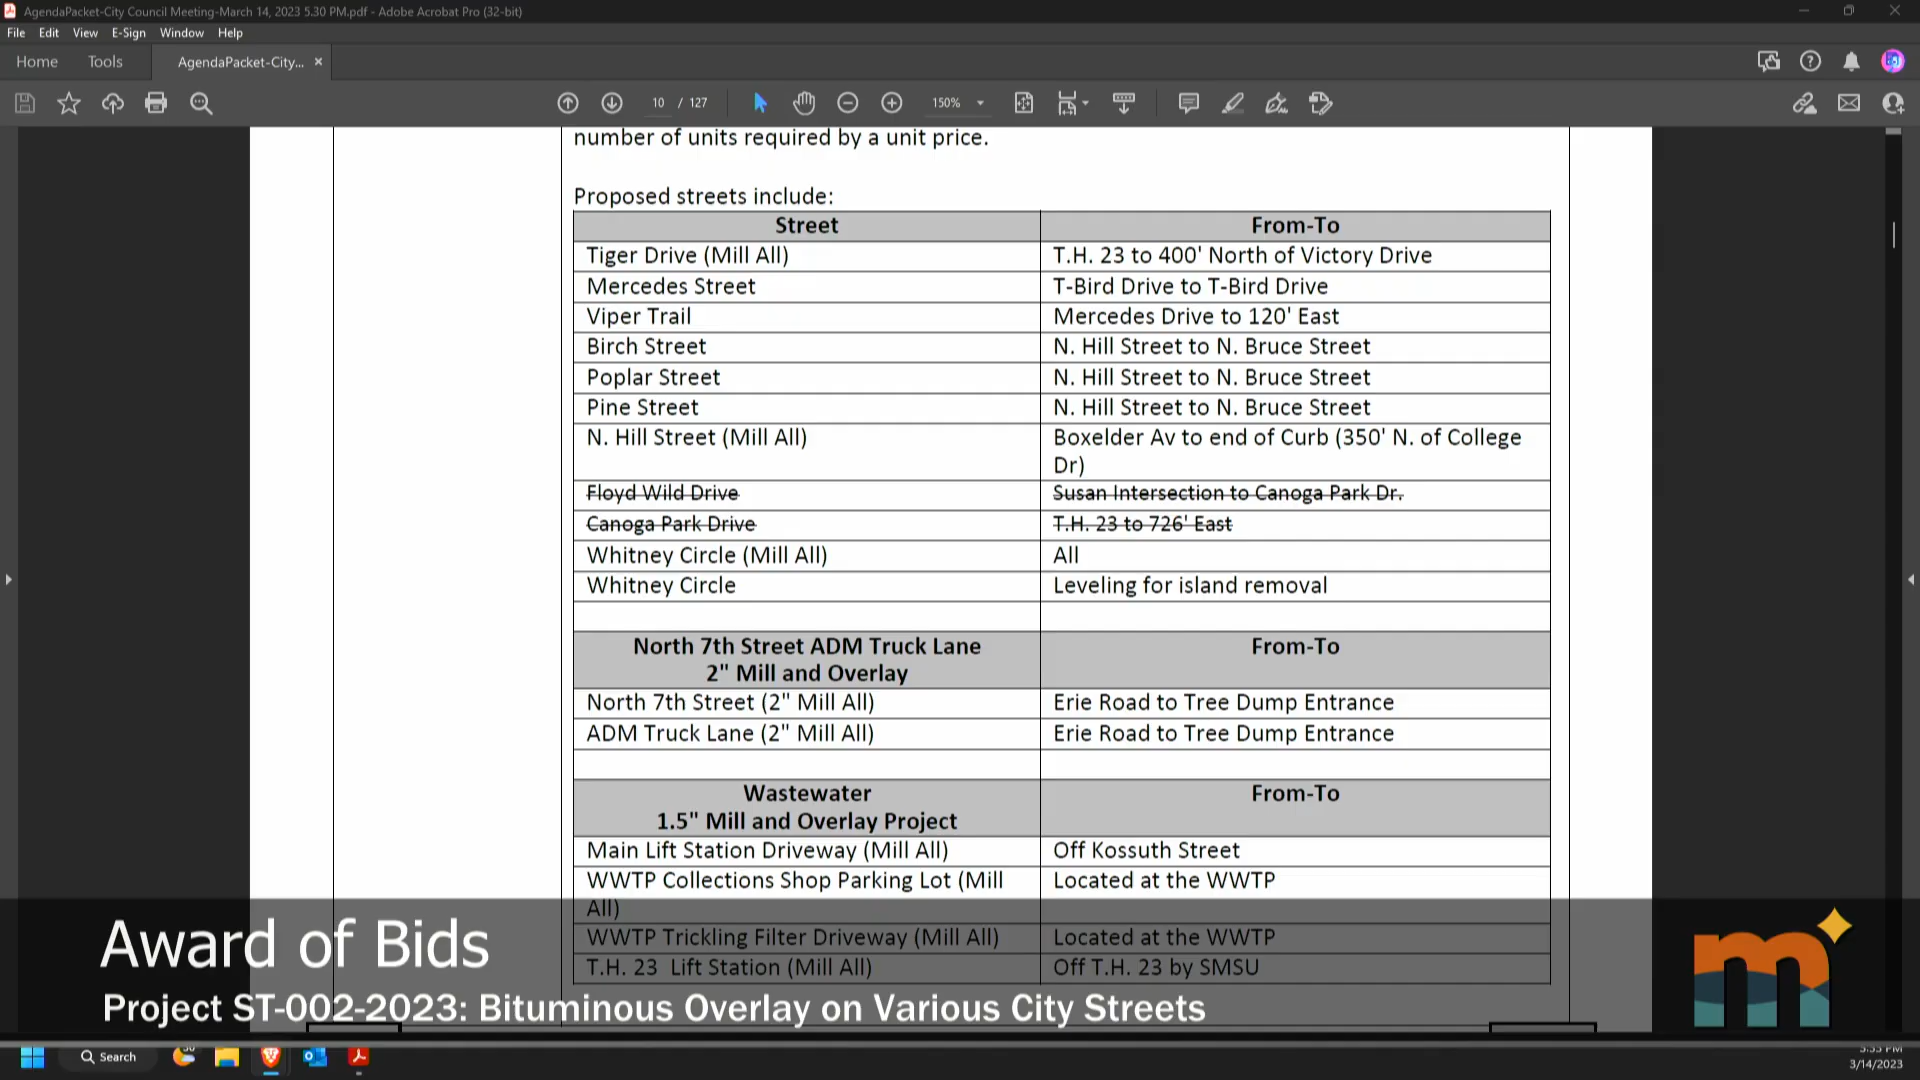 AgendaPacket-City Council Meeting-March 14, 2023 5.30 PM.pdf - Adobe Acrobat Pro (32-bit)
File Edit View E-Sign Window Help
Home Tools AgendaPacket-City... ×
10 / 127 150%
number of units required by a unit price.
Proposed streets include:
Street From-To
Tiger Drive (Mill All) T.H. 23 to 400' North of Victory Drive
Mercedes Street T-Bird Drive to T-Bird Drive
Viper Trail Mercedes Drive to 120' East
Birch Street N. Hill Street to N. Bruce Street
Poplar Street N. Hill Street to N. Bruce Street
Pine Street N. Hill Street to N. Bruce Street
N. Hill Street (Mill All) Boxelder Av to end of Curb (350' N. of College
Dr)
Floyd Wild Drive Susan Intersection to Canoga Park Dr.
Canoga Park Drive T.H. 23 to 726' East
Whitney Circle (Mill All) All
Whitney Circle Leveling for island removal
North 7th Street ADM Truck Lane From-To
2" Mill and Overlay
North 7th Street (2" Mill All) Erie Road to Tree Dump Entrance
ADM Truck Lane (2" Mill All) Erie Road to Tree Dump Entrance
Wastewater From-To
1.5" Mill and Overlay Project
Main Lift Station Driveway (Mill All) Off Kossuth Street
WWTP Collections Shop Parking Lot (Mill Located at the WWTP
All)
WWTP Trickling Filter Driveway (Mill All) Located at the WWTP
T.H. 23 Lift Station (Mill All) Off T.H. 23 by SMSU
Award of Bids
Project ST-002-2023: Bituminous Overlay on Various City Streets
m
Search
5:35 PM
3/14/2023